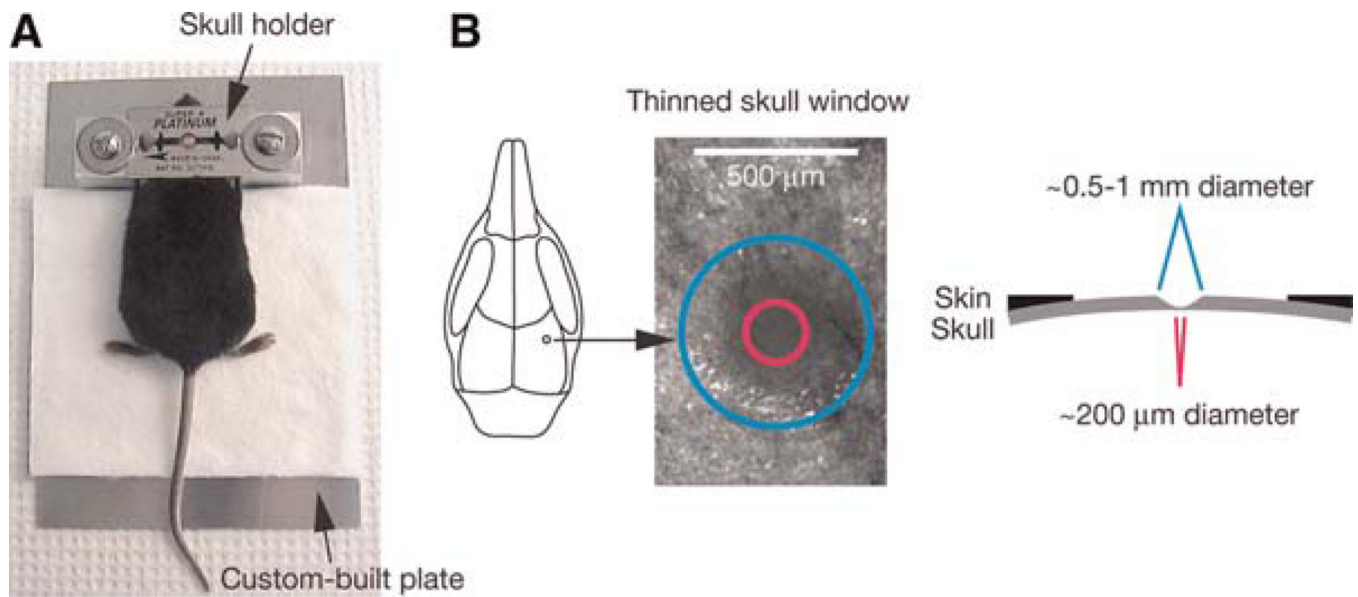 A
Skull holder
SUPER
PLATINUM
Custom-built plate
B
Thinned skull window
500 μm
~0.5-1 mm diameter
Skin
Skull
~200 μm diameter